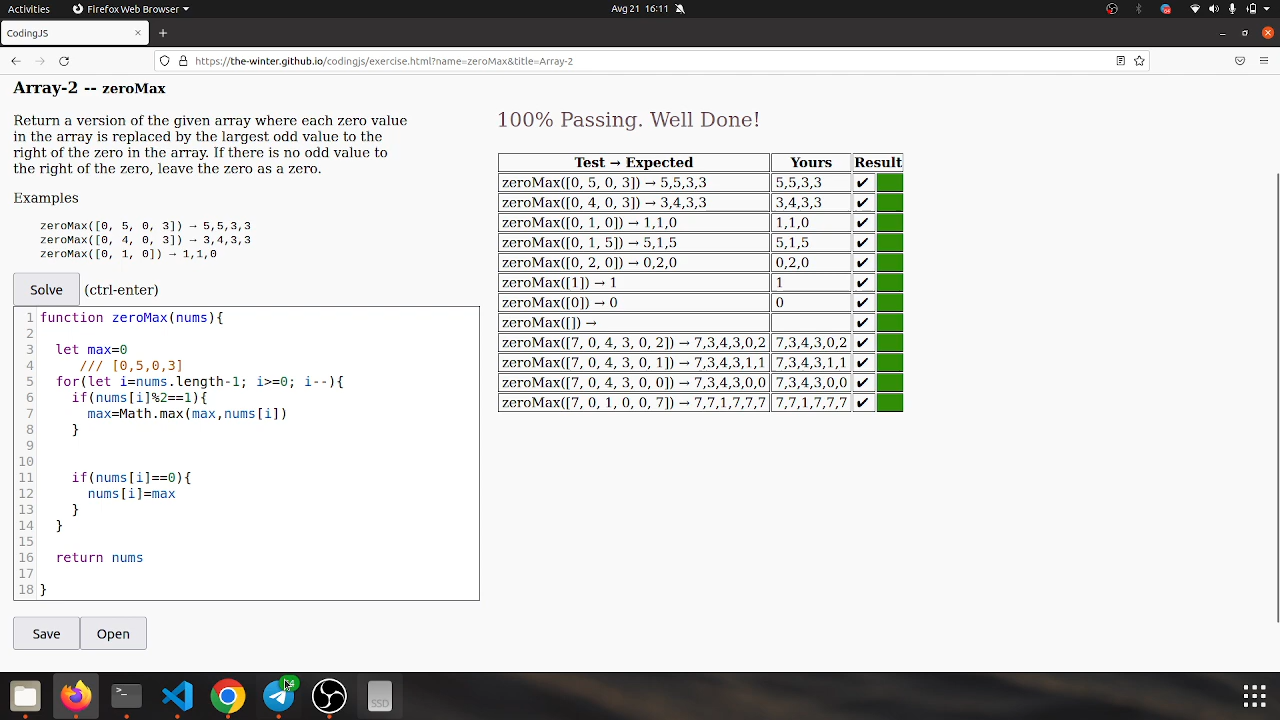 Activities
Firefox Web Browser
Avg 21 16:11
CodingJS
https://the-winter.github.io/codingjs/exercise.html?name=zeroMax&title=Array-2
Array-2 -- zeroMax
Return a version of the given array where each zero value
in the array is replaced by the largest odd value to the
right of the zero in the array. If there is no odd value to
the right of the zero, leave the zero as a zero.
Examples
zeroMax([0, 5, 0, 3]) → 5,5,3,3
zeroMax([0, 4, 0, 3]) → 3,4,3,3
zeroMax([0, 1, 0]) → 1,1,0
Solve (ctrl-enter)
1 function zeroMax(nums){
2
3 let max=0
4 /// [0,5,0,3]
5 for(let i=nums.length-1; i>=0; i--){
6 if(nums[i]%2==1){
7 max=Math.max(max,nums[i])
8 }
9
10
11 if(nums[i]==0){
12 nums[i]=max
13 }
14 }
15
16 return nums
17
18 }
Save Open
100% Passing. Well Done!
Test → Expected Yours Result
zeroMax([0, 5, 0, 3]) → 5,5,3,3 5,5,3,3 ✔
zeroMax([0, 4, 0, 3]) → 3,4,3,3 3,4,3,3 ✔
zeroMax([0, 1, 0]) → 1,1,0 1,1,0 ✔
zeroMax([0, 1, 5]) → 5,1,5 5,1,5 ✔
zeroMax([0, 2, 0]) → 0,2,0 0,2,0 ✔
zeroMax([1]) → 1 1 ✔
zeroMax([0]) → 0 0 ✔
zeroMax([]) → ✔
zeroMax([7, 0, 4, 3, 0, 2]) → 7,3,4,3,0,2 7,3,4,3,0,2 ✔
zeroMax([7, 0, 4, 3, 0, 1]) → 7,3,4,3,1,1 7,3,4,3,1,1 ✔
zeroMax([7, 0, 4, 3, 0, 0]) → 7,3,4,3,0,0 7,3,4,3,0,0 ✔
zeroMax([7, 0, 1, 0, 0, 7]) → 7,7,1,7,7,7 7,7,1,7,7,7 ✔
SSD